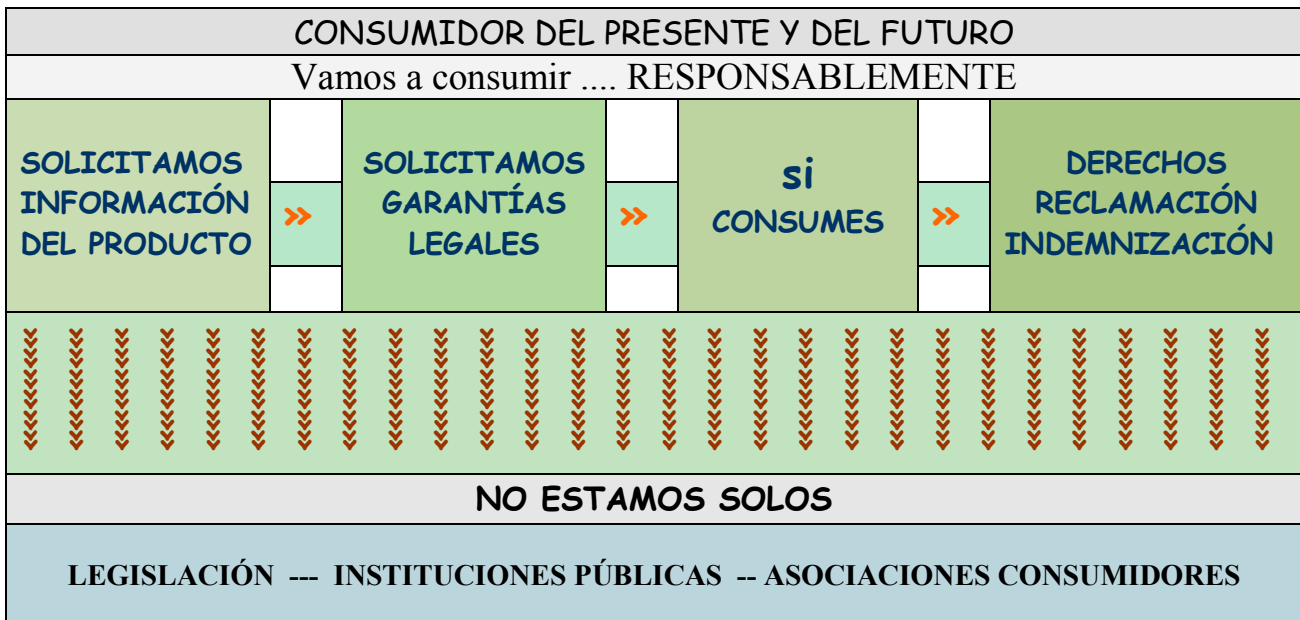 CONSUMIDOR DEL PRESENTE Y DEL FUTURO
Vamos a consumir .... RESPONSABLEMENTE
SOLICITAMOS
INFORMACIÓN
DEL PRODUCTO
»
SOLICITAMOS
GARANTÍAS
LEGALES
»
si
CONSUMES
»
DERECHOS
RECLAMACIÓN
INDEMNIZACIÓN
NO ESTAMOS SOLOS
LEGISLACIÓN --- INSTITUCIONES PÚBLICAS -- ASOCIACIONES CONSUMIDORES